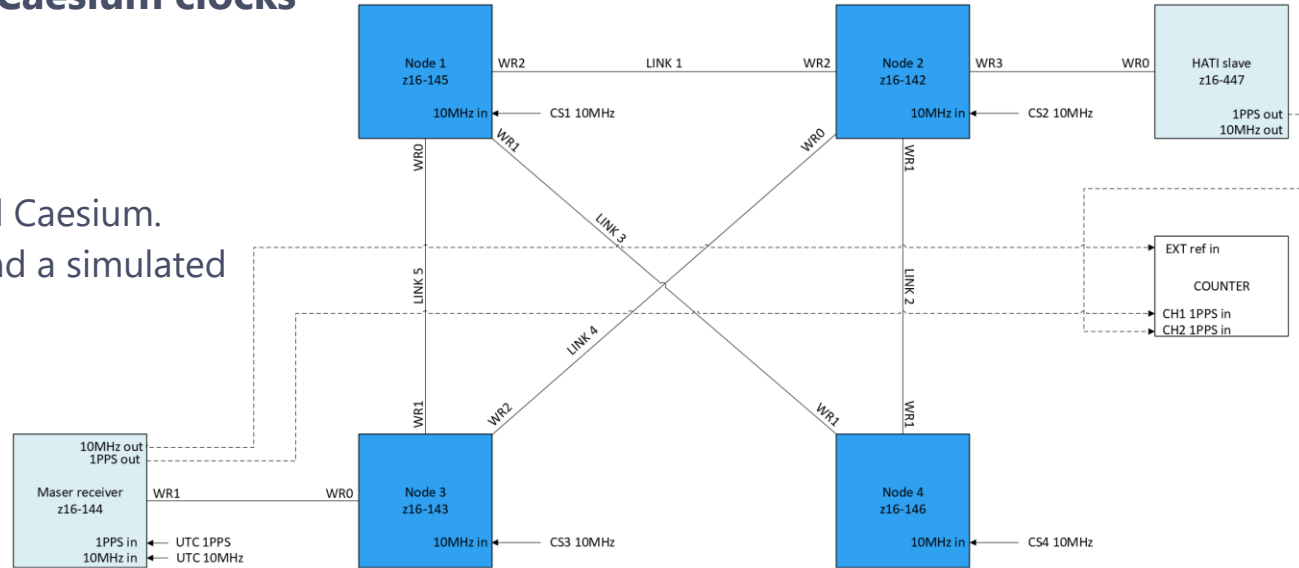 Caesium clocks
Caesium.
nd a simulated
Node 1
z16-145
10MHz in
CS1 10MHz
WR2
LINK 1
WR2
Node 2
z16-142
10MHz in
CS2 10MHz
WR3
WR0
HATI slave
z16-447
1PPS out
10MHz out
WR0
WR1
WR0
WR1
LINK 3
LINK 5
LINK 4
LINK 2
EXT ref in
COUNTER
CH1 1PPS in
CH2 1PPS in
WR1
WR2
WR1
WR1
10MHz out
1PPS out
Maser receiver
z16-144
1PPS in
10MHz in
UTC 1PPS
UTC 10MHz
WR1
WR0
Node 3
z16-143
10MHz in
CS3 10MHz
Node 4
z16-146
10MHz in
CS4 10MHz